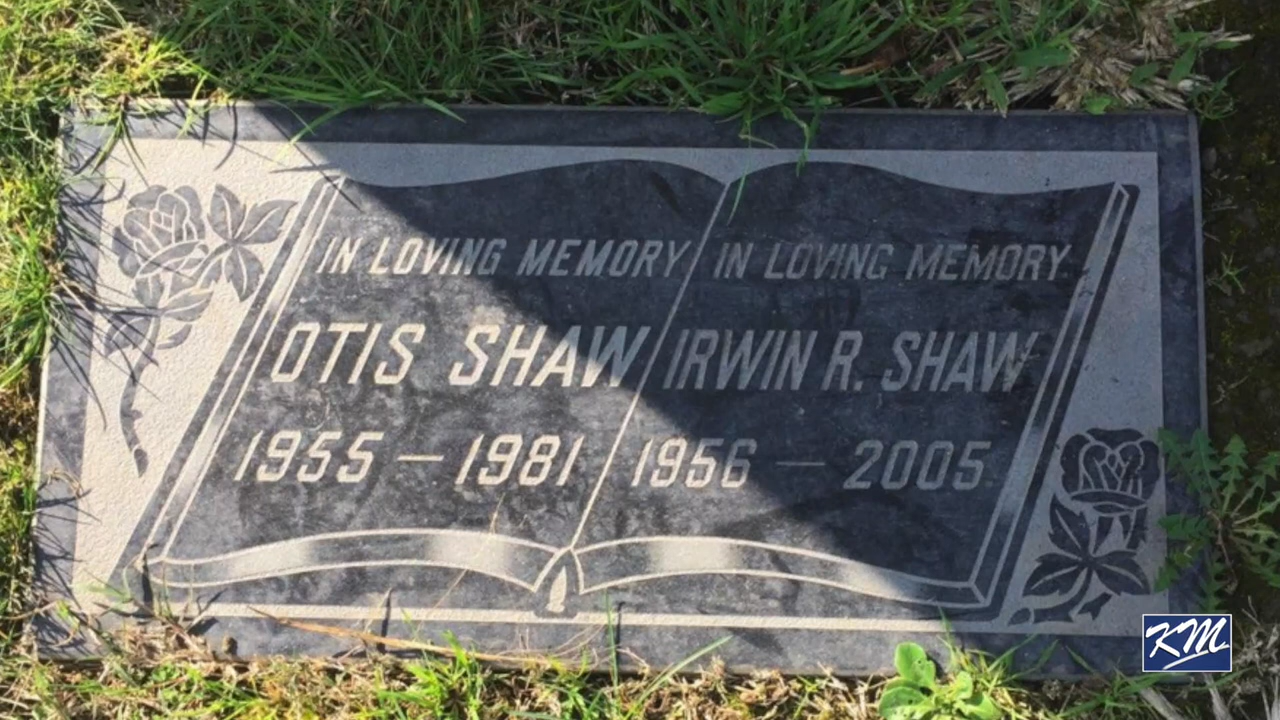 IN LOVING MEMORY
OTIS SHAW
1955 – 1981
IN LOVING MEMORY
IRWIN R. SHAW
1956 – 2005
KM